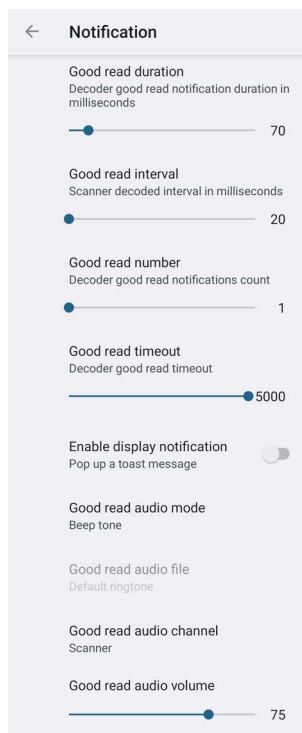 Notification
Good read duration
Decoder good read notification duration in
milliseconds
70
Good read interval
Scanner decoded interval in milliseconds
20
Good read number
Decoder good read notifications count
1
Good read timeout
Decoder good read timeout
5000
Enable display notification
Pop up a toast message
Good read audio mode
Beep tone
Good read audio file
Default ringtone
Good read audio channel
Scanner
Good read audio volume
75